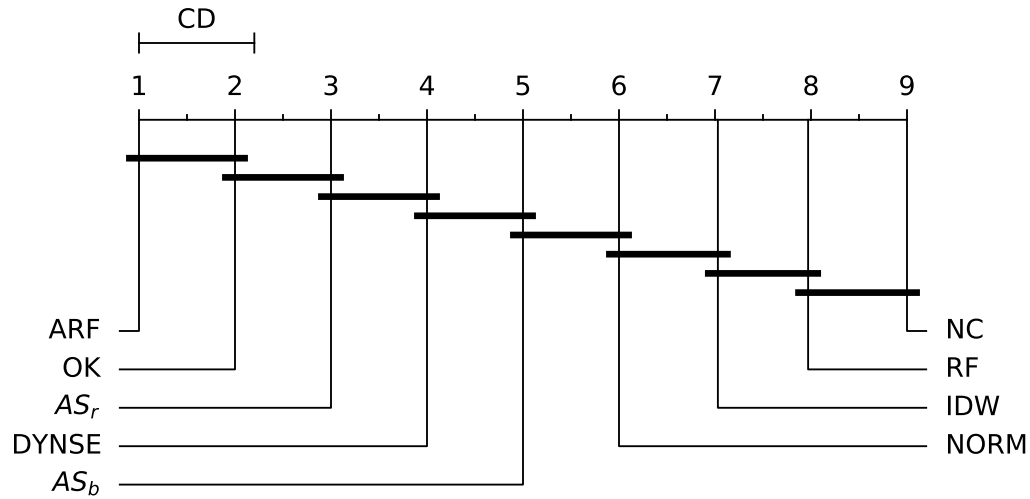 CD
1 2 3 4 5 6 7 8 9
ARF NC
OK RF
AS_r IDW
DYNSE NORM
AS_b